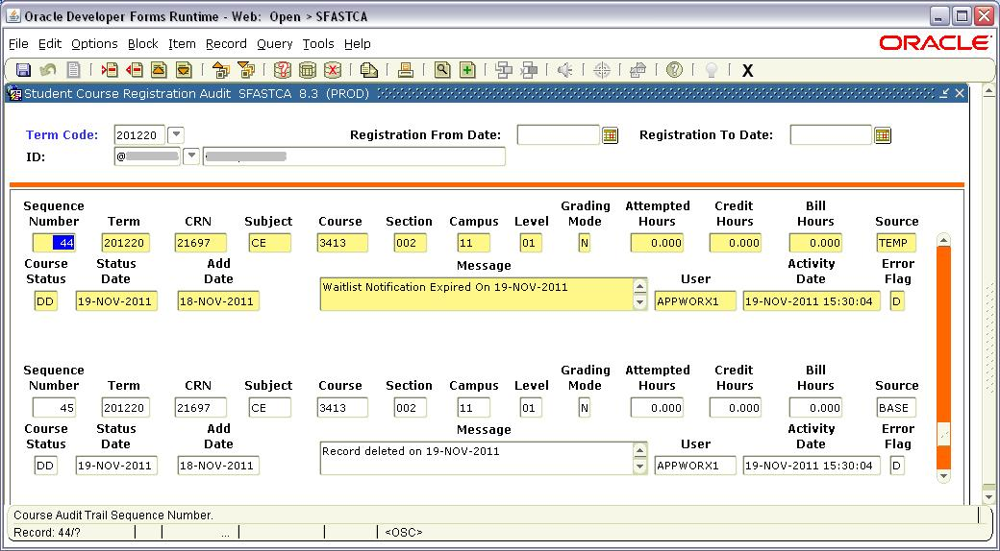 Oracle Developer Forms Runtime - Web: Open > SFASTCA
File Edit Options Block Item Record Query Tools Help
ORACLE
X
Student Course Registration Audit SFASTCA 8.3 (PROD)
Term Code: 201220 Registration From Date: Registration To Date:
ID: @
Sequence Grading Attempted Credit Bill
Number Term CRN Subject Course Section Campus Level Mode Hours Hours Hours Source
44 201220 21697 CE 3413 002 11 01 N 0.000 0.000 0.000 TEMP
Course Status Add Message Activity Error
Status Date Date User Date Flag
DD 19-NOV-2011 18-NOV-2011 Waitlist Notification Expired On 19-NOV-2011 APPWORX1 19-NOV-2011 15:30:04 D
Sequence Grading Attempted Credit Bill
Number Term CRN Subject Course Section Campus Level Mode Hours Hours Hours Source
45 201220 21697 CE 3413 002 11 01 N 0.000 0.000 0.000 BASE
Course Status Add Message Activity Error
Status Date Date User Date Flag
DD 19-NOV-2011 18-NOV-2011 Record deleted on 19-NOV-2011 APPWORX1 19-NOV-2011 15:30:04 D
Course Audit Trail Sequence Number.
Record: 44/? ... <OSC>